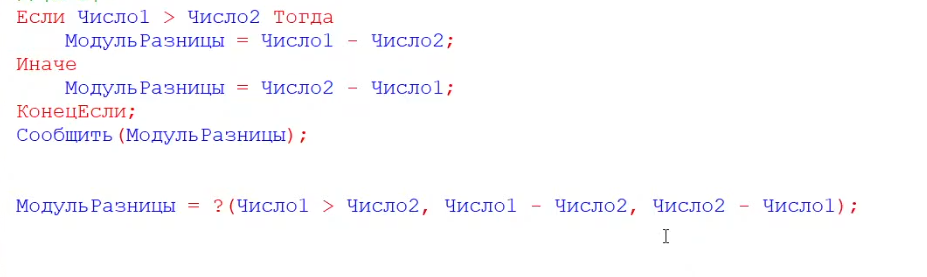 Если Число1 > Число2 Тогда
МодульРазницы = Число1 - Число2;
Иначе
МодульРазницы = Число2 - Число1;
КонецЕсли;
Сообщить(МодульРазницы);
МодульРазницы = ?(Число1 > Число2, Число1 - Число2, Число2 - Число1);